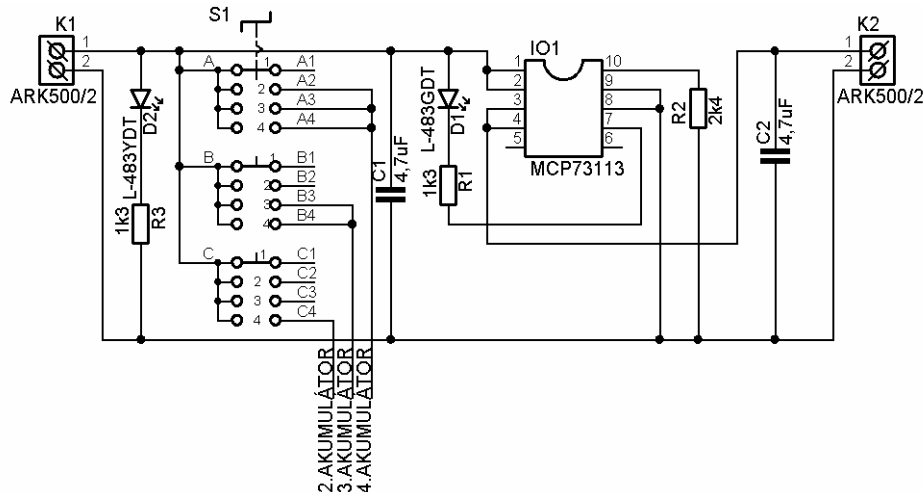 S1
K1
1
2
ARK500/2
L-483YDT
D2
1k3
R3
A
1
2
3
4
A1
A2
A3
A4
B
1
2
3
4
B1
B2
B3
B4
C
1
2
3
4
C1
C2
C3
C4
2.AKUMULÁTOR
3.AKUMULÁTOR
4.AKUMULÁTOR
C1
4,7uF
L-483GDT
D1
1k3
R1
IO1
1
2
3
4
5
10
9
8
7
6
MCP73113
R2
2k4
C2
4,7uF
K2
1
2
ARK500/2